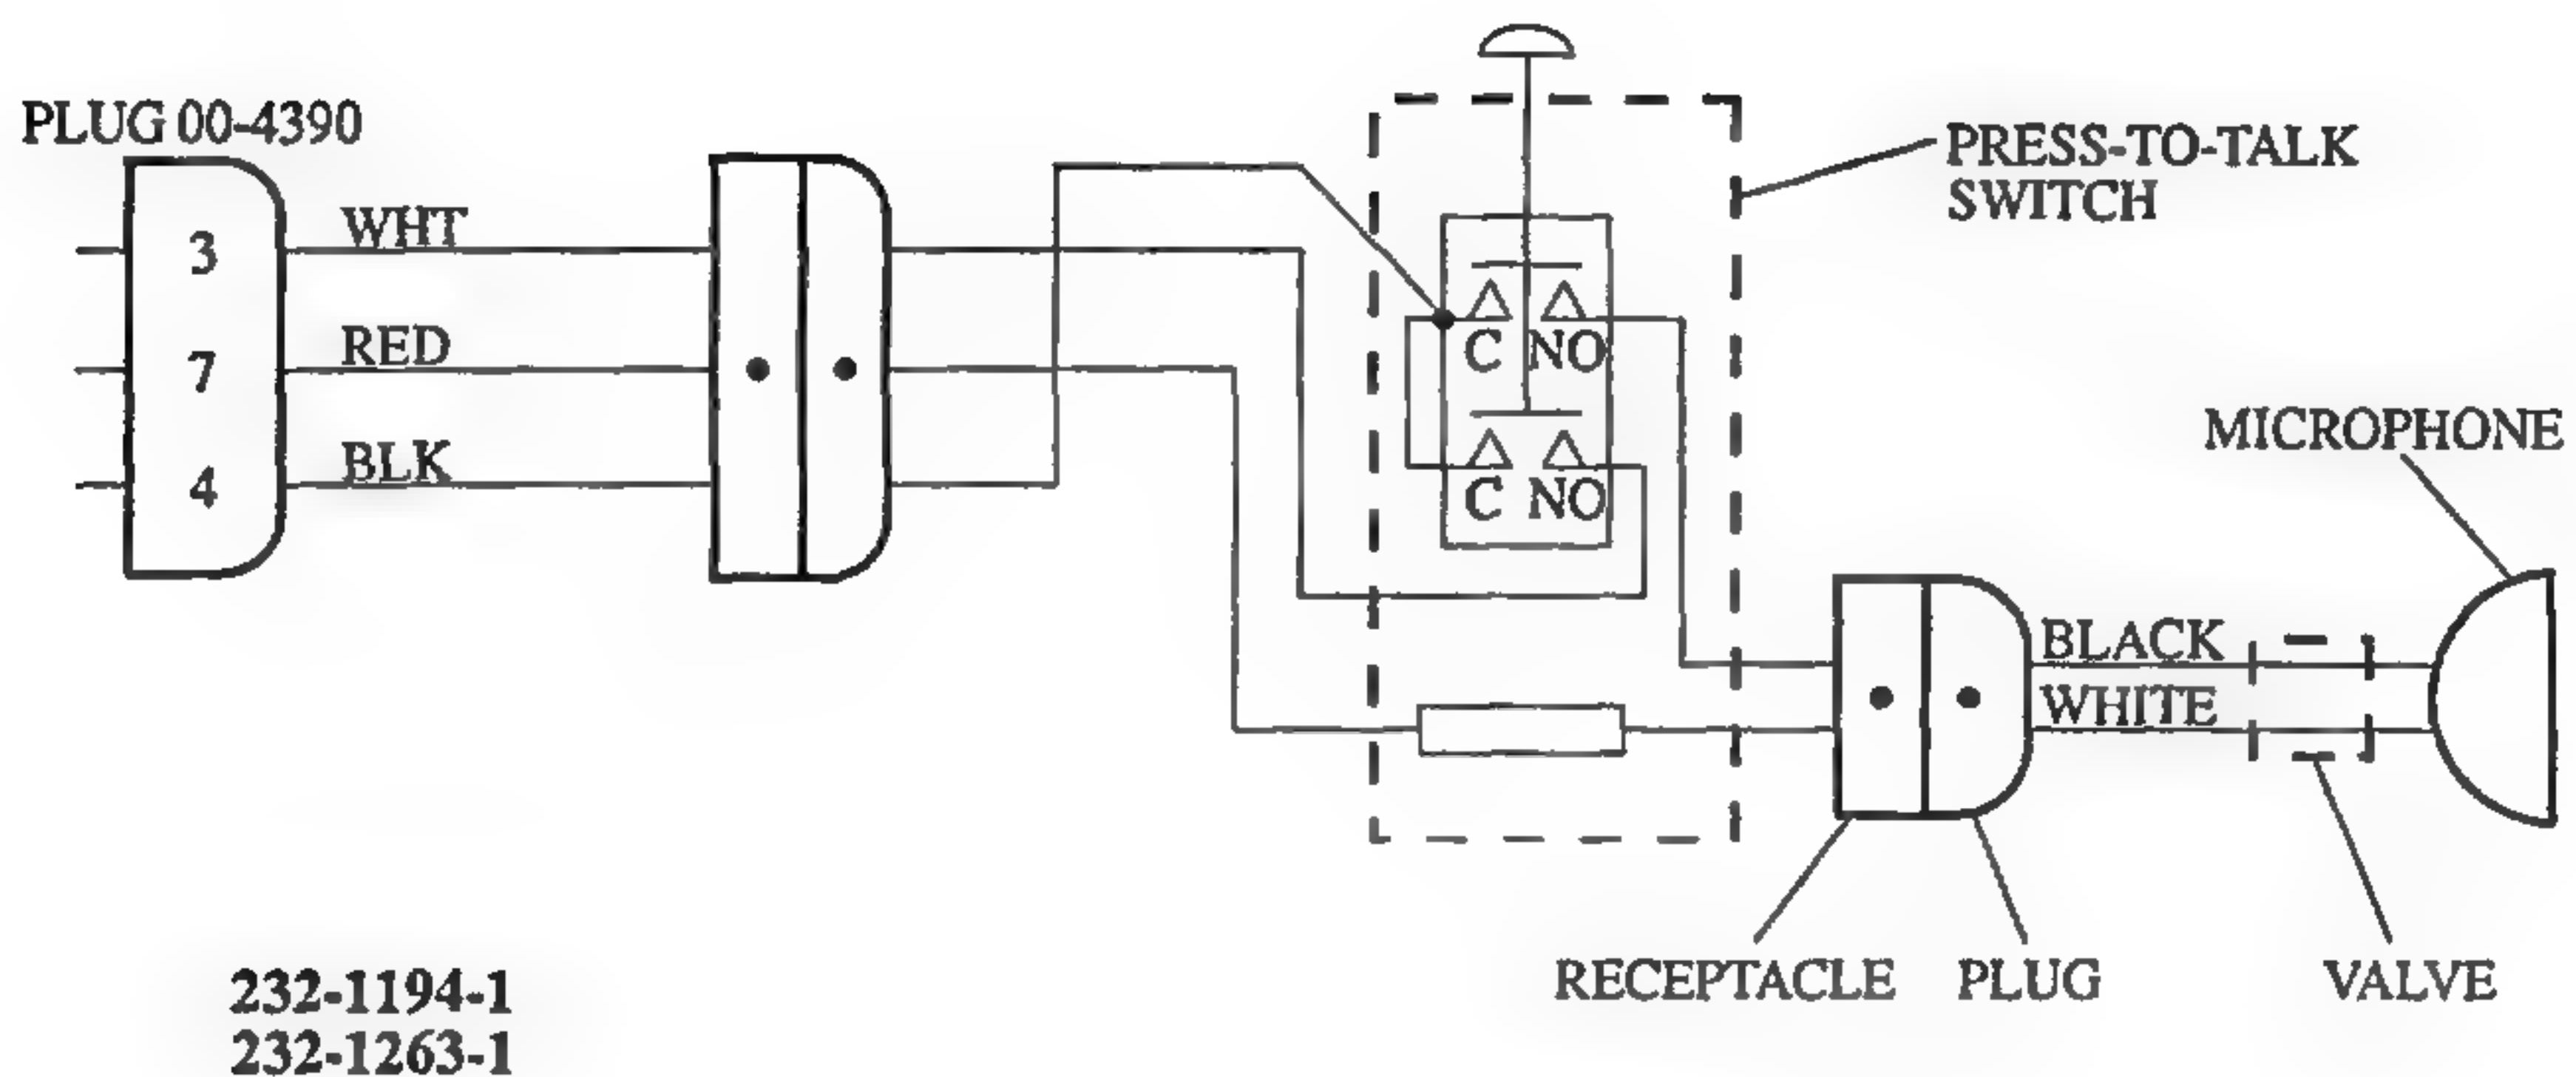 PLUG 00-4390
3
WHT
7
RED
4
BLK
PRESS-TO-TALK
SWITCH
C NO
C NO
MICROPHONE
BLACK
WHITE
RECEPTACLE
PLUG
VALVE
232-1194-1
232-1263-1